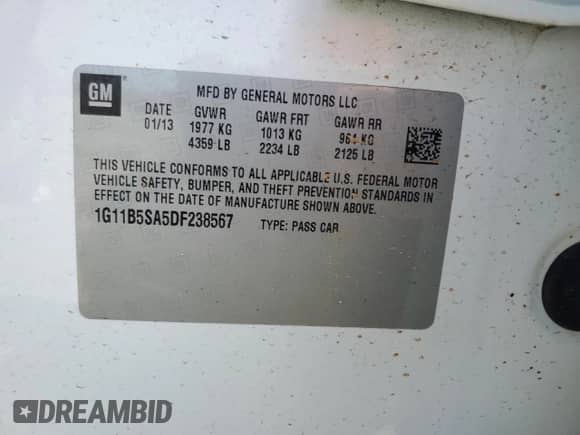 GM
MFD BY GENERAL MOTORS LLC
DATE GVWR GAWR FRT GAWR RR
01/13 1977 KG 1013 KG 964 KG
4359 LB 2234 LB 2125 LB
THIS VEHICLE CONFORMS TO ALL APPLICABLE U.S. FEDERAL MOTOR
VEHICLE SAFETY, BUMPER, AND THEFT PREVENTION STANDARDS IN
EFFECT ON THE DATE OF MANUFACTURE SHOWN ABOVE.
1G11B5SA5DF238567 TYPE: PASS CAR
#DREAMBID